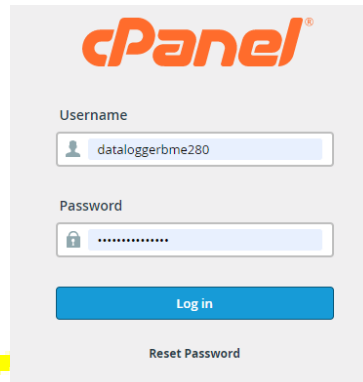 cPanel®
Username
dataloggerbme280
Password
•••••••••••••••
Log in
Reset Password